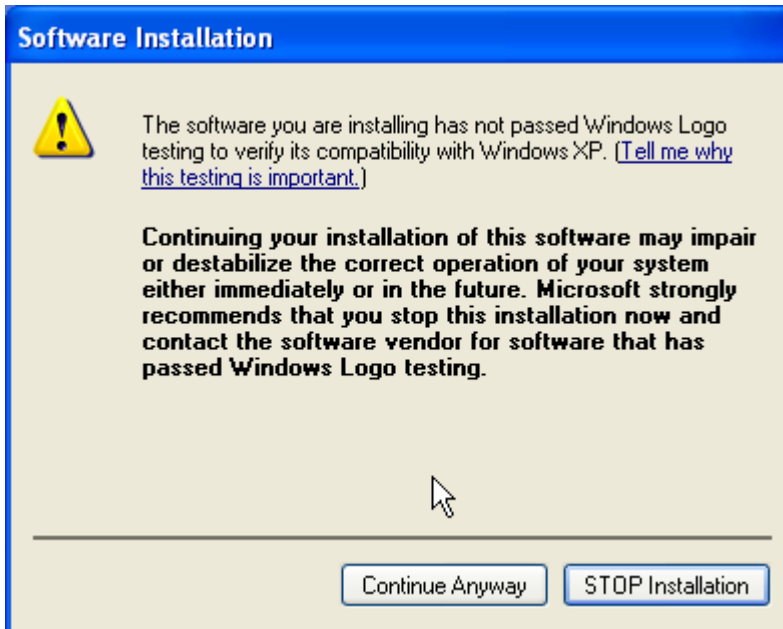 Software Installation
The software you are installing has not passed Windows Logo
testing to verify its compatibility with Windows XP. (Tell me why
this testing is important.)
Continuing your installation of this software may impair
or destabilize the correct operation of your system
either immediately or in the future. Microsoft strongly
recommends that you stop this installation now and
contact the software vendor for software that has
passed Windows Logo testing.
Continue Anyway
STOP Installation